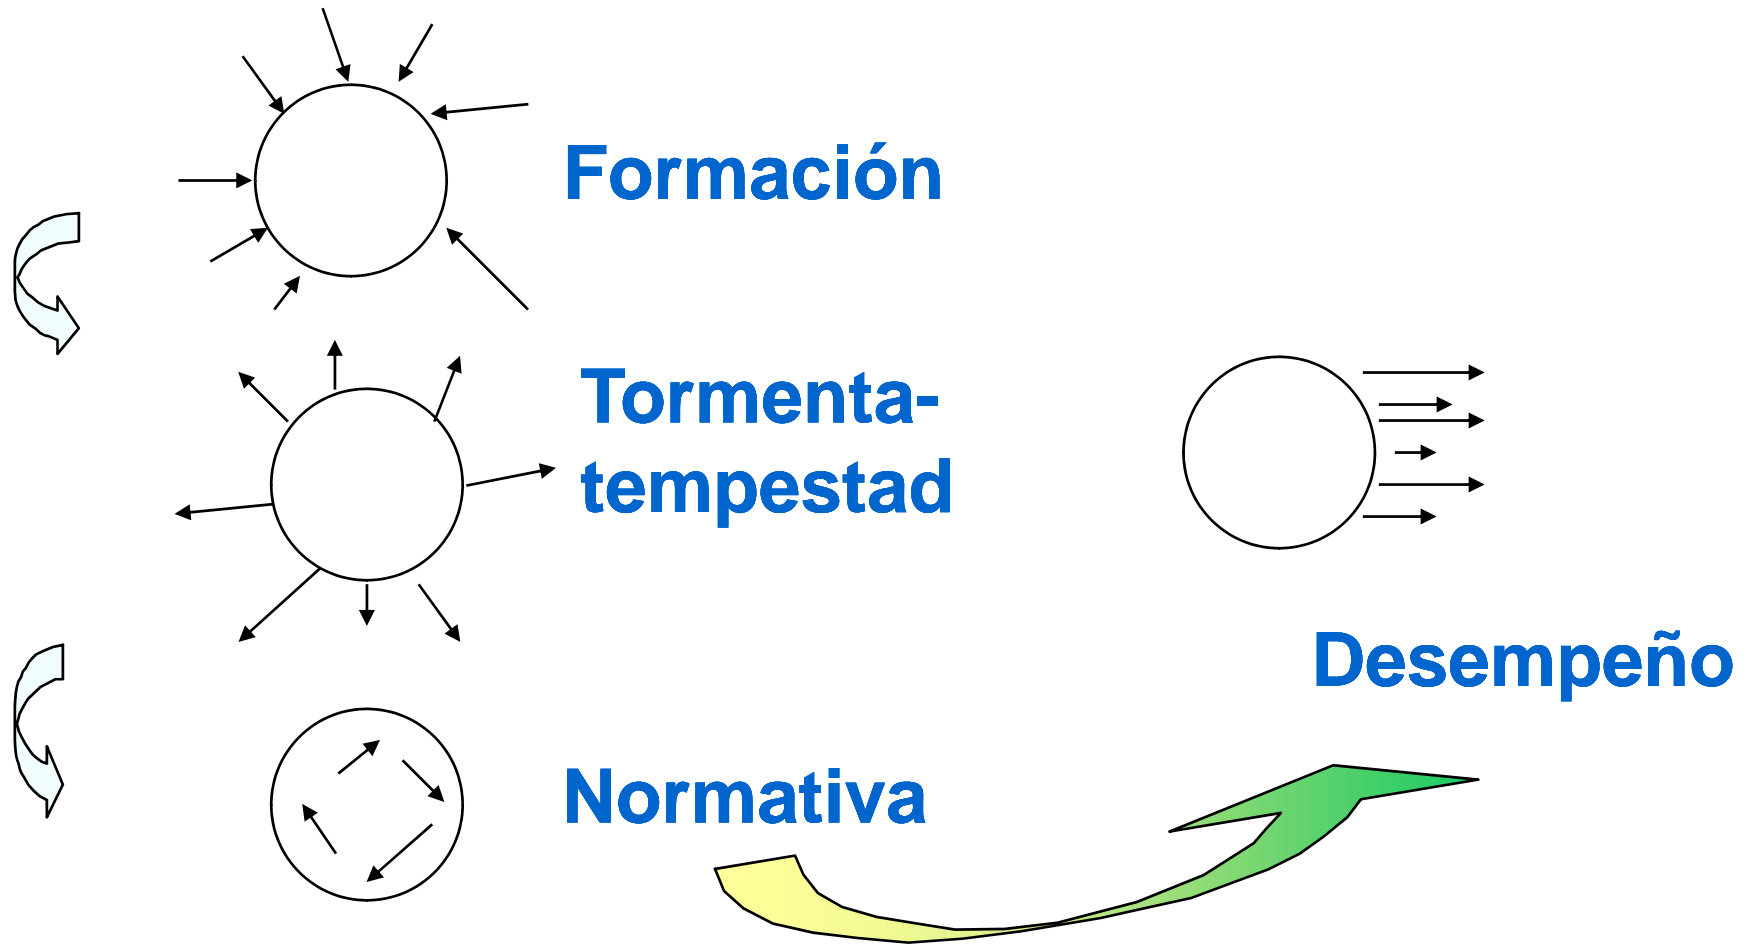 Formación
Tormenta-
tempestad
Desempeño
Normativa